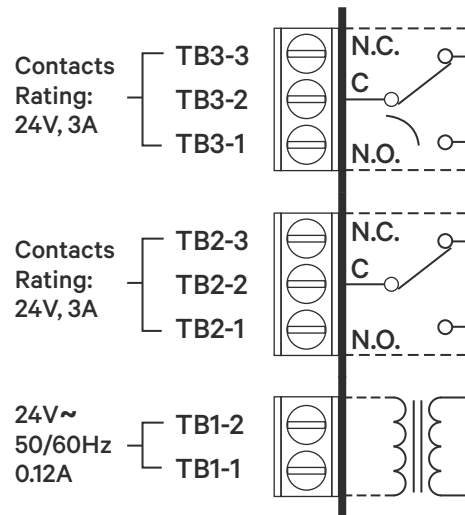 Contacts
Rating:
24V, 3A
TB3-3
TB3-2
TB3-1
N.C.
C
N.O.
Contacts
Rating:
24V, 3A
TB2-3
TB2-2
TB2-1
N.C.
C
N.O.
24V~
50/60Hz
0.12A
TB1-2
TB1-1